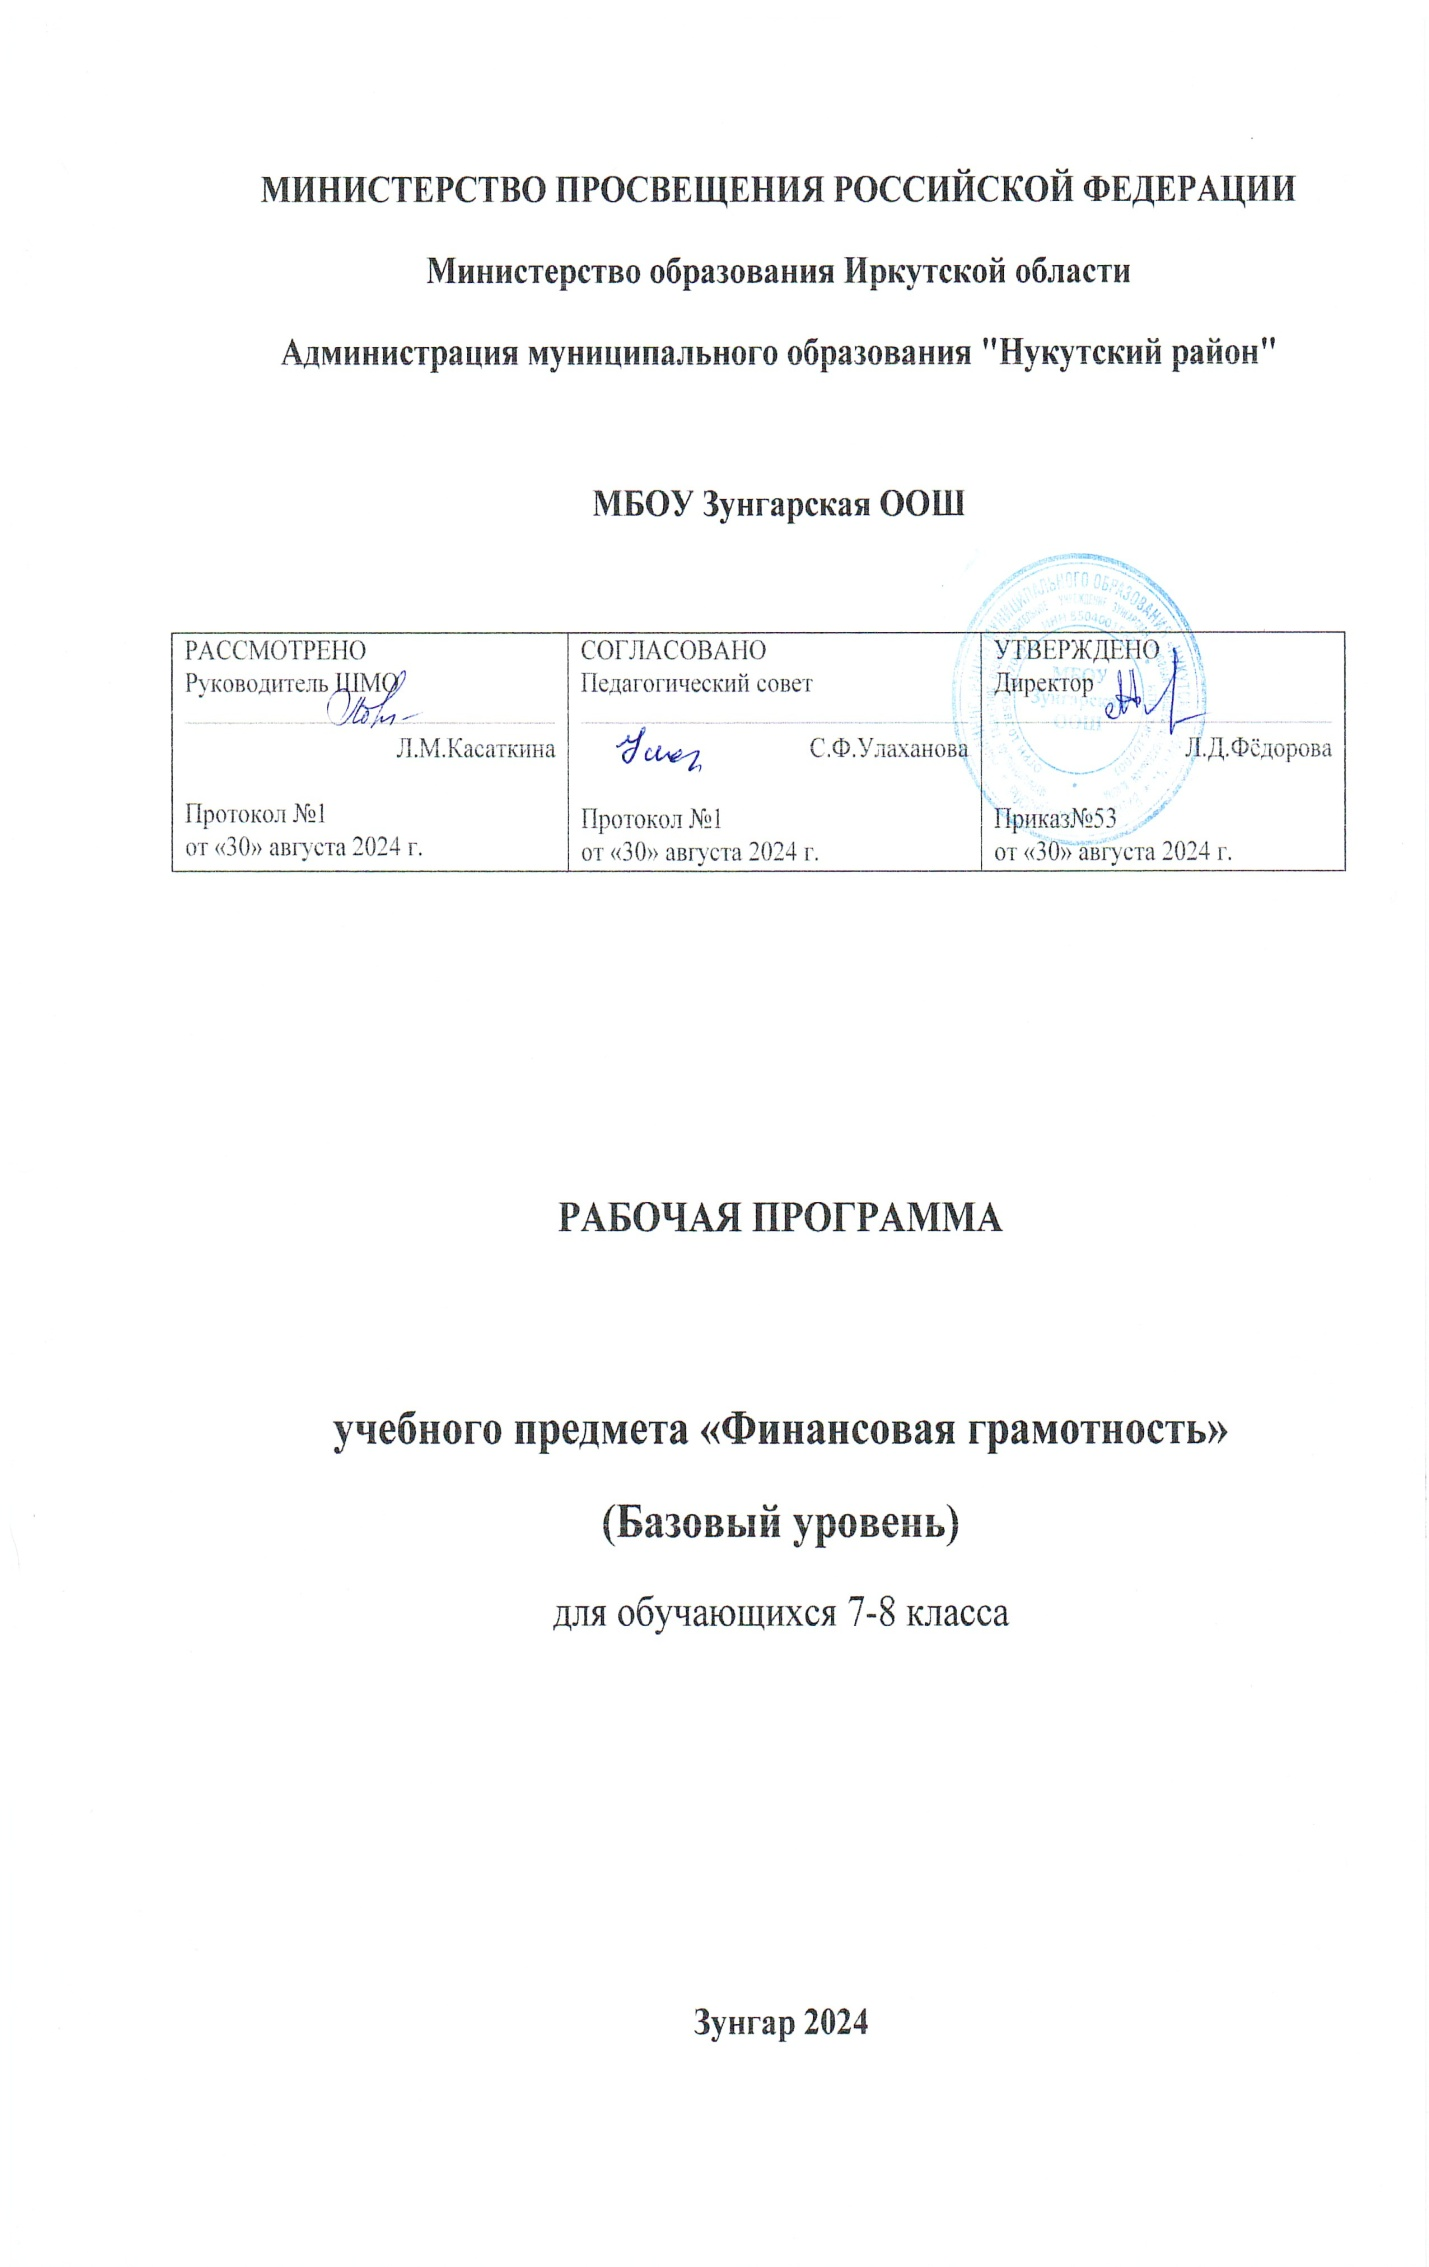 МИНИСТЕРСТВО ПРОСВЕЩЕНИЯ РОССИЙСКОЙ ФЕДЕРАЦИИ
Министерство образования Иркутской области
Администрация муниципального образования "Нукутский район"
МБОУ Зунгарская ООШ
РАССМОТРЕНО
Руководитель ШМО
Л.М.Касаткина
Протокол №1
от «30» августа 2024 г.
СОГЛАСОВАНО
Педагогический совет
С.Ф.Улаханова
Протокол №1
от «30» августа 2024 г.
УТВЕРЖДЕНО
Директор
Л.Д.Фёдорова
Приказ№53
от «30» августа 2024 г.
МБОУ
ООШ
РАБОЧАЯ ПРОГРАММА
учебного предмета «Финансовая грамотность»
(Базовый уровень)
для обучающихся 7-8 класса
Зунгар 2024